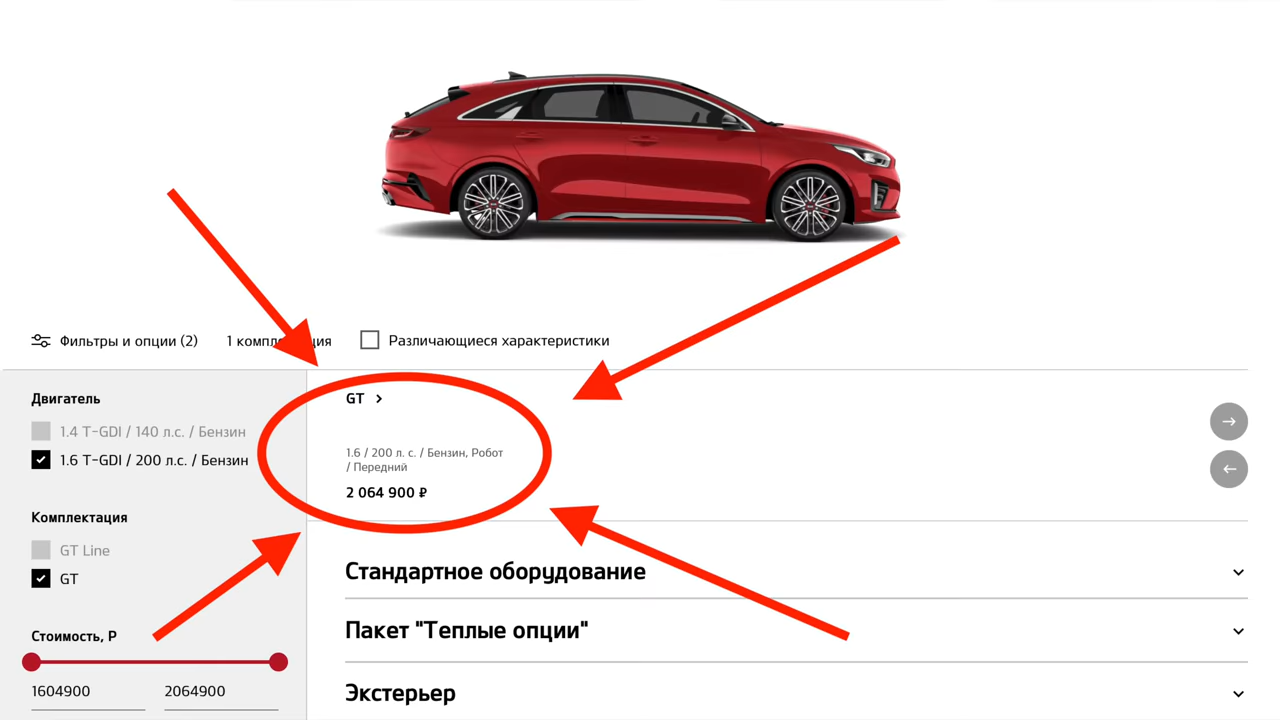 Фильтры и опции (2)
1 комплектация
Различающиеся характеристики
Двигатель
1.4 T-GDI / 140 л.с. / Бензин
1.6 T-GDI / 200 л.с. / Бензин
Комплектация
GT Line
GT
Стоимость, Р
1604900 2064900
GT
1.6 / 200 л. с. / Бензин, Робот
/ Передний
2 064 900 ₽
Стандартное оборудование
Пакет "Теплые опции"
Экстерьер